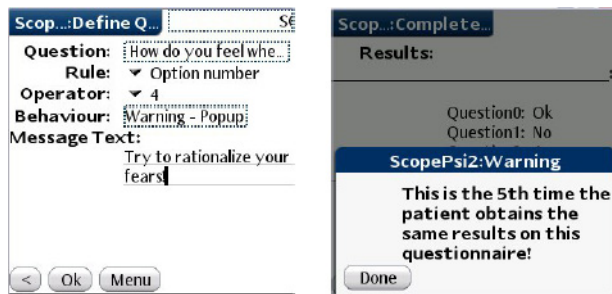 Scop...:Define Q...
Question: How do you feel whe...
Rule: Option number
Operator: 4
Behaviour: Warning - Popup
Message Text:
Try to rationalize your
fears!
< Ok Menu
Scop...:Complete...
Results:
Question0: Ok
Question1: No
ScopePsi2:Warning
This is the 5th time the
patient obtains the
same results on this
questionnaire!
Done